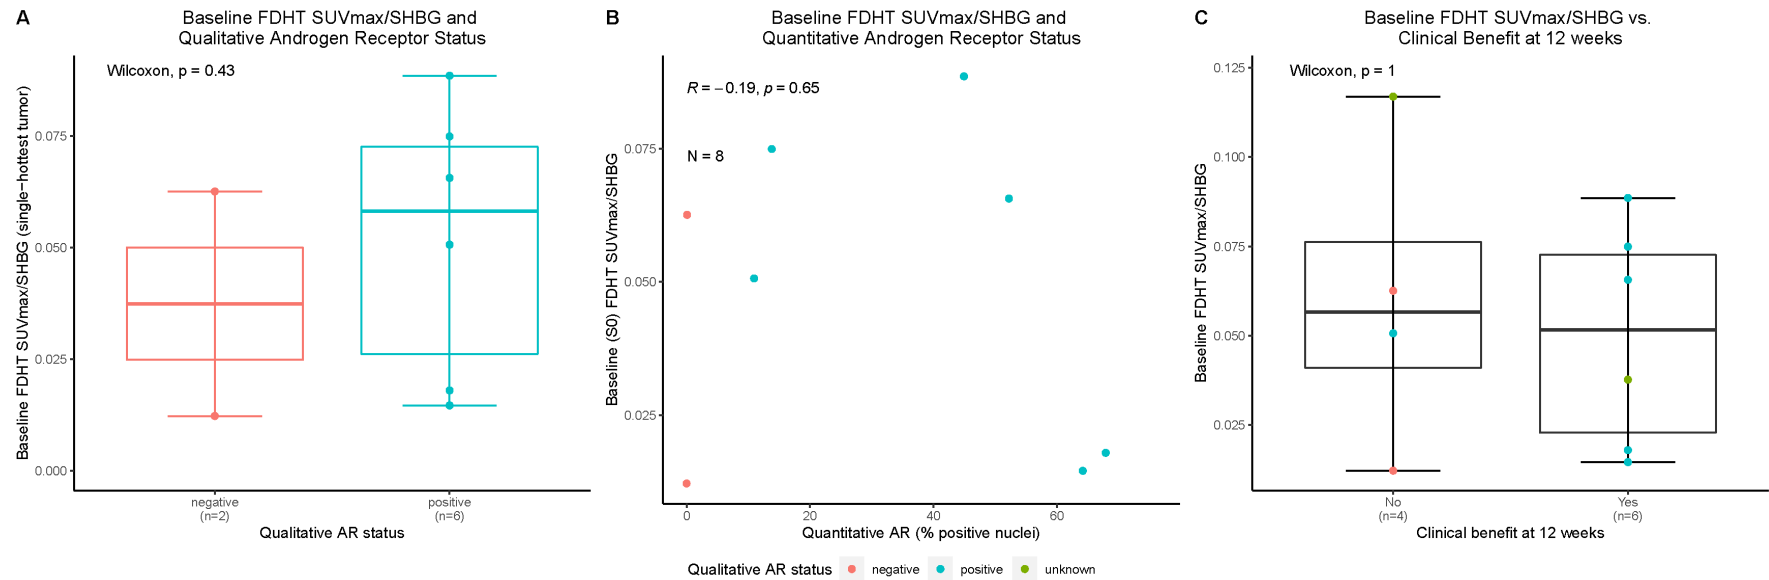 A
Baseline FDHT SUVmax/SHBG and
Qualitative Androgen Receptor Status
Wilcoxon, p = 0.43
Baseline FDHT SUVmax/SHBG (single−hottest tumor)
0.075
0.050
0.025
0.000
negative
(n=2)
positive
(n=6)
Qualitative AR status
B
Baseline FDHT SUVmax/SHBG and
Quantitative Androgen Receptor Status
R = −0.19, p = 0.65
N = 8
Baseline (S0) FDHT SUVmax/SHBG
0.075
0.050
0.025
0
20
40
60
Quantitative AR (% positive nuclei)
C
Baseline FDHT SUVmax/SHBG vs.
Clinical Benefit at 12 weeks
Wilcoxon, p = 1
Baseline FDHT SUVmax/SHBG
0.125
0.100
0.075
0.050
0.025
No
(n=4)
Yes
(n=6)
Clinical benefit at 12 weeks
Qualitative AR status negative positive unknown